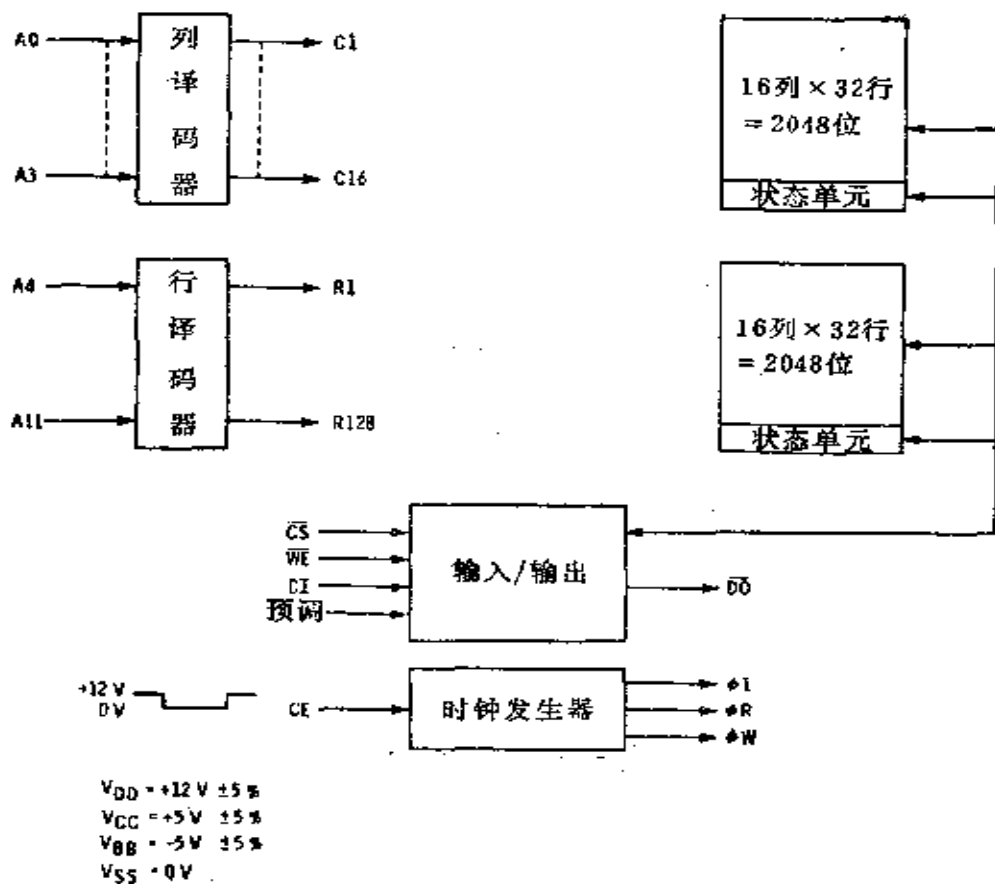 A0
列译码器
C1
A3
C16
16列×32行
=2048位
状态单元
A4
行译码器
R1
A11
R128
16列×32行
=2048位
状态单元
CS
WE
DI
预调
输入/输出
DO
+12 V
0 V
CE
时钟发生器
φI
φR
φW
VDD = +12 V ±5%
VCC = +5 V ±5%
VBB = -5 V ±5%
VSS = 0 V